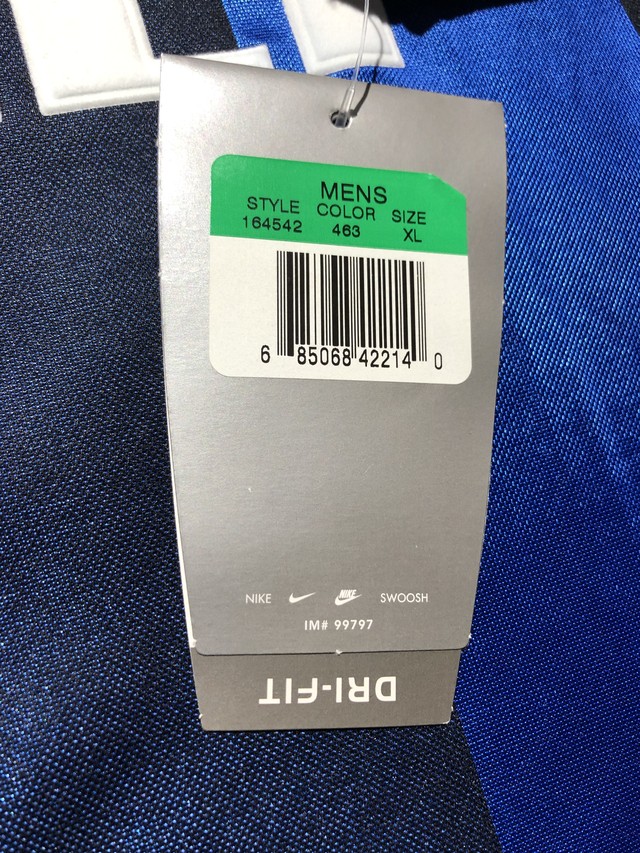 MENS
STYLE COLOR SIZE
164542 463 XL
6 85068 42214 0
NIKE NIKE SWOOSH
IM# 99797
DRI-FIT